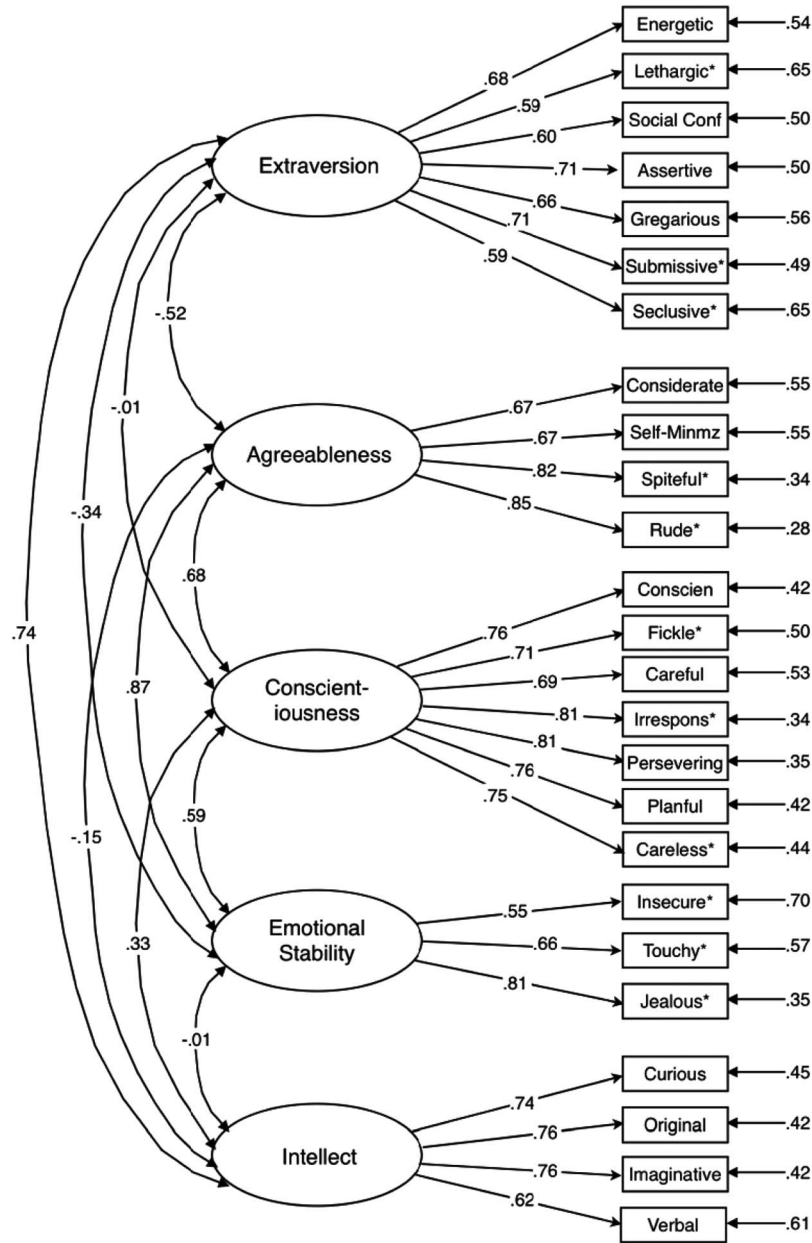 Energetic .54
.68
Lethargic* .65
.59
Social Conf .50
.60
Extraversion
.71 Assertive .50
.66
Gregarious .56
.71
.59
Submissive* .49
Seclusive* .65
-.52
-.01
Considerate .55
.67
.67 Self-Minmz .55
Agreeableness
.82 Spiteful* .34
.85
Rude* .28
-.34
.68
Conscien .42
.76
Fickle* .50
.71
.74
.87
.69 Careful .53
Conscient-
iousness
.81 Irrespons* .34
.81
Persevering .35
.76
.75
Planful .42
.59
-.15
Careless* .44
Insecure* .70
.55
Emotional
Stability
.33
.66 Touchy* .57
.81
Jealous* .35
-.01
Curious .45
.74
.76 Original .42
Intellect
.76 Imaginative .42
.62
Verbal .61